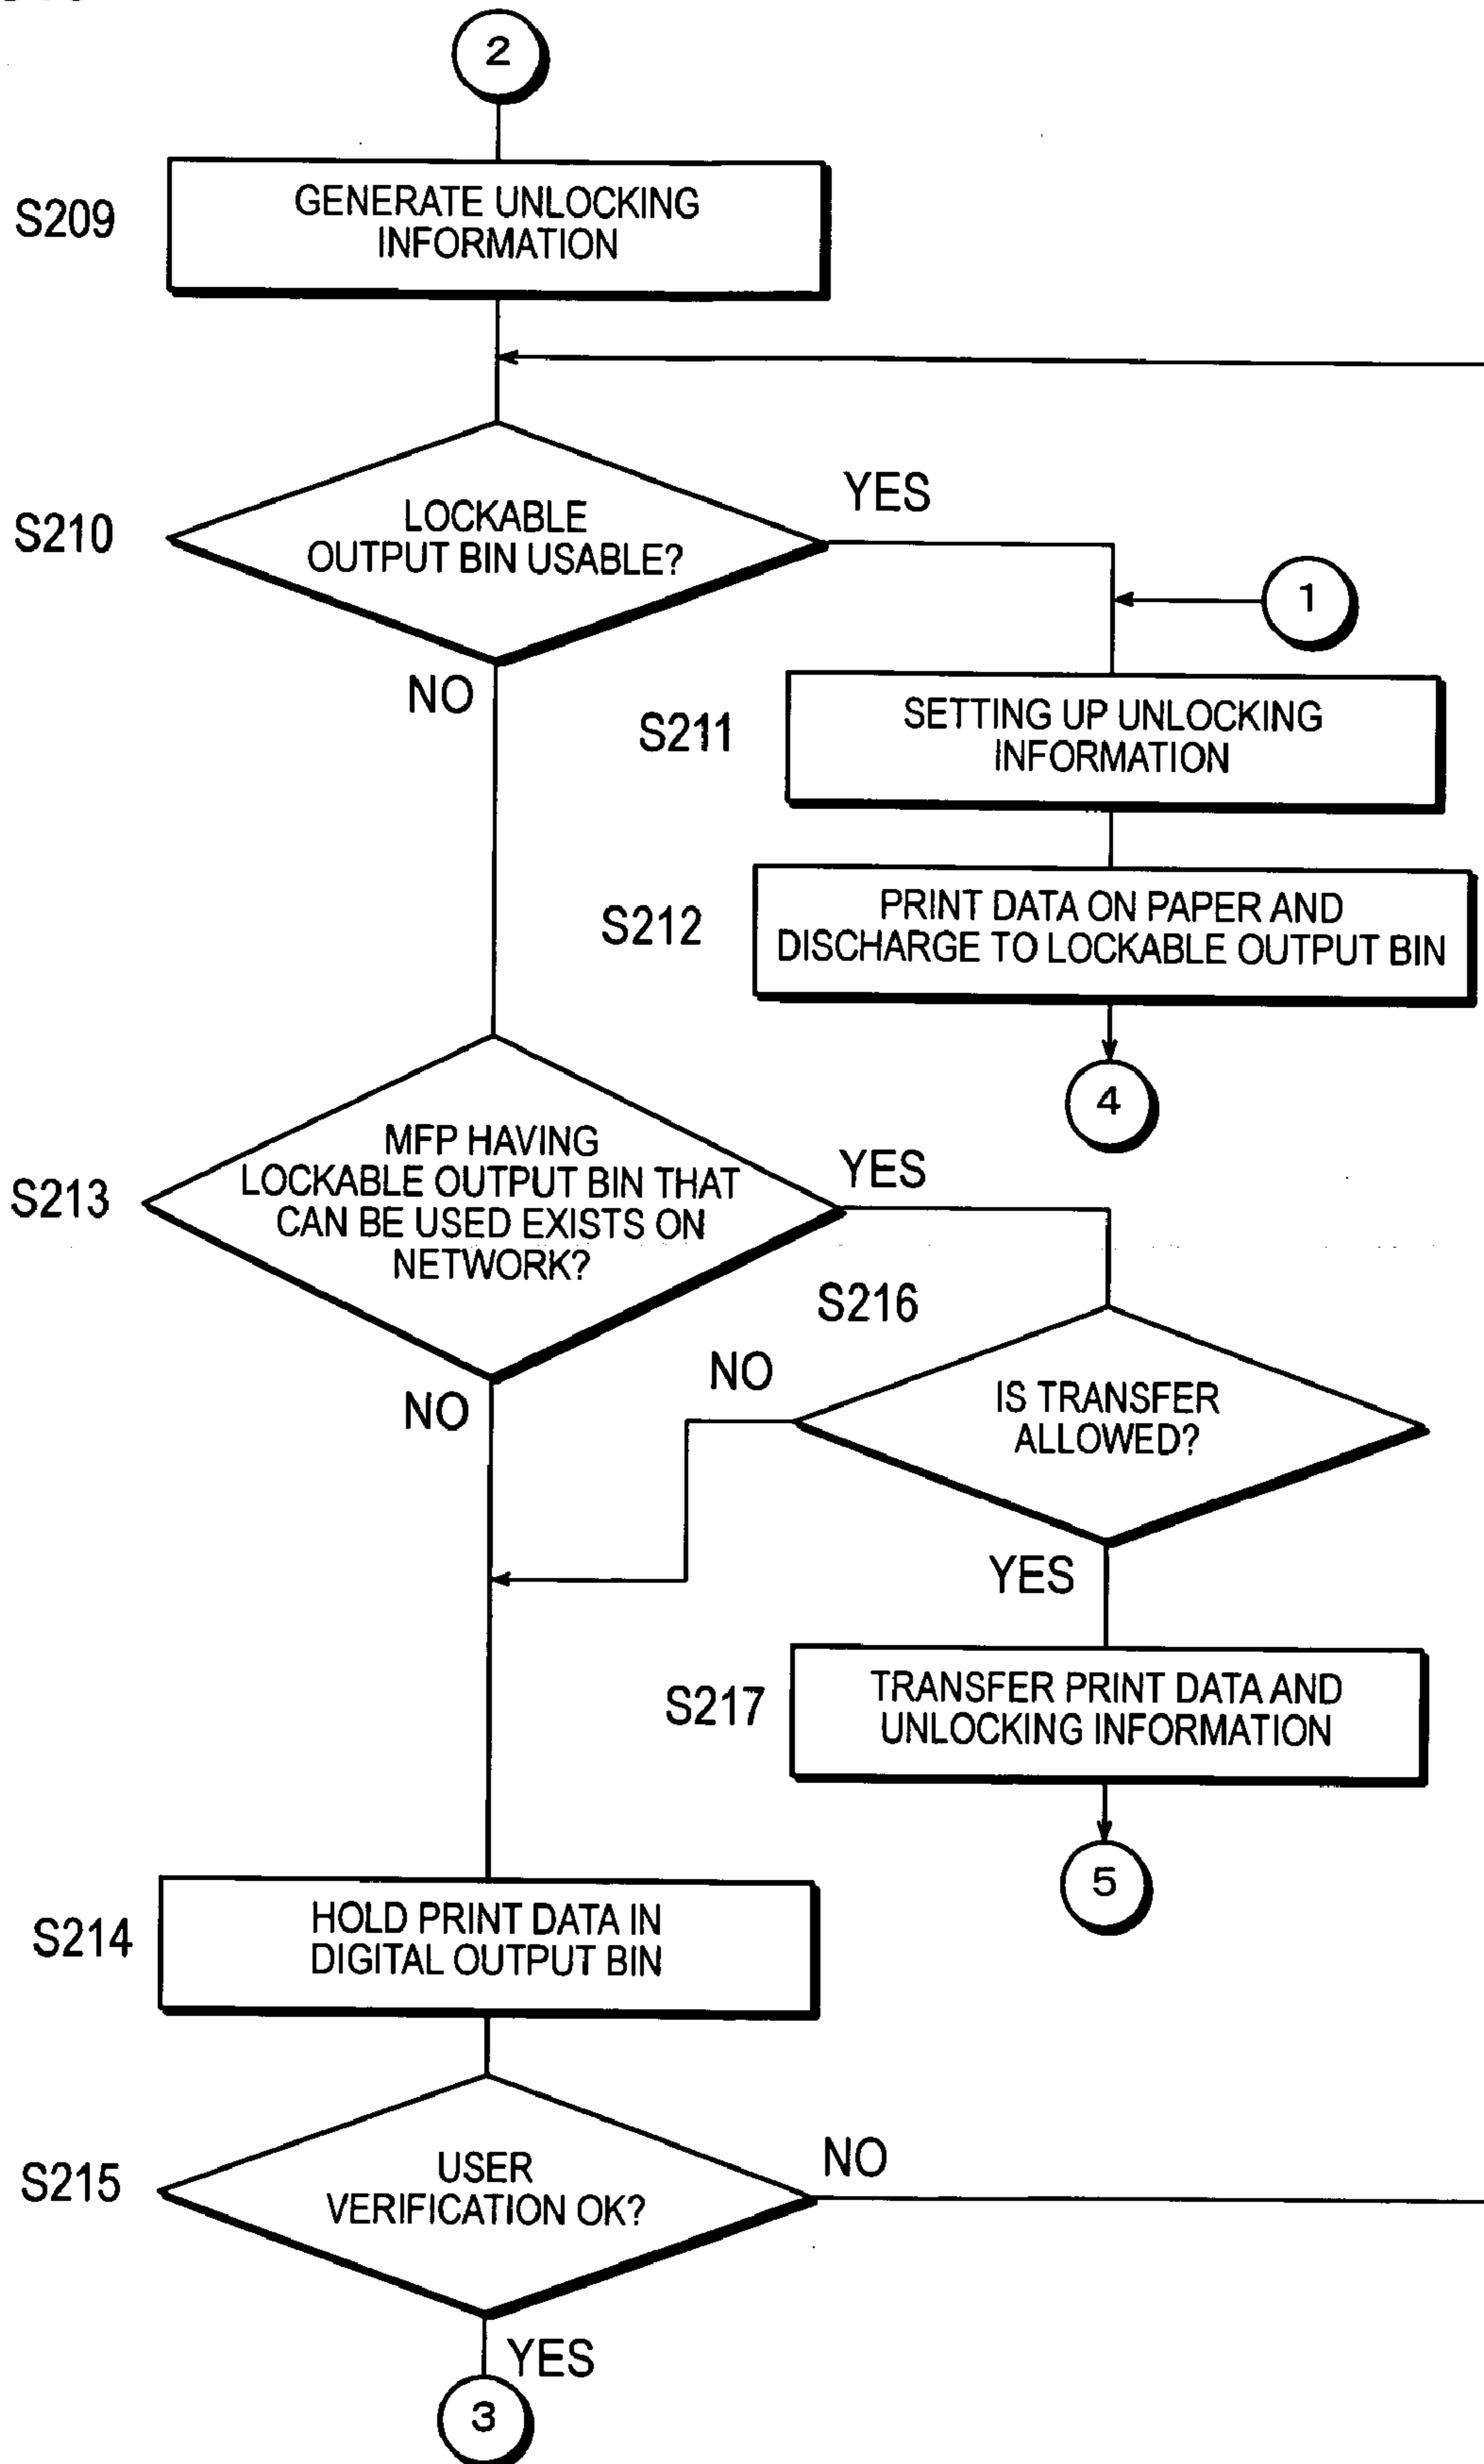 2
S209
GENERATE UNLOCKING
INFORMATION
S210
LOCKABLE
OUTPUT BIN USABLE?
YES
NO
1
S211
SETTING UP UNLOCKING
INFORMATION
S212
PRINT DATA ON PAPER AND
DISCHARGE TO LOCKABLE OUTPUT BIN
4
S213
MFP HAVING
LOCKABLE OUTPUT BIN THAT
CAN BE USED EXISTS ON
NETWORK?
YES
NO
S216
IS TRANSFER
ALLOWED?
NO
YES
S217
TRANSFER PRINT DATA AND
UNLOCKING INFORMATION
5
S214
HOLD PRINT DATA IN
DIGITAL OUTPUT BIN
S215
USER
VERIFICATION OK?
NO
YES
3